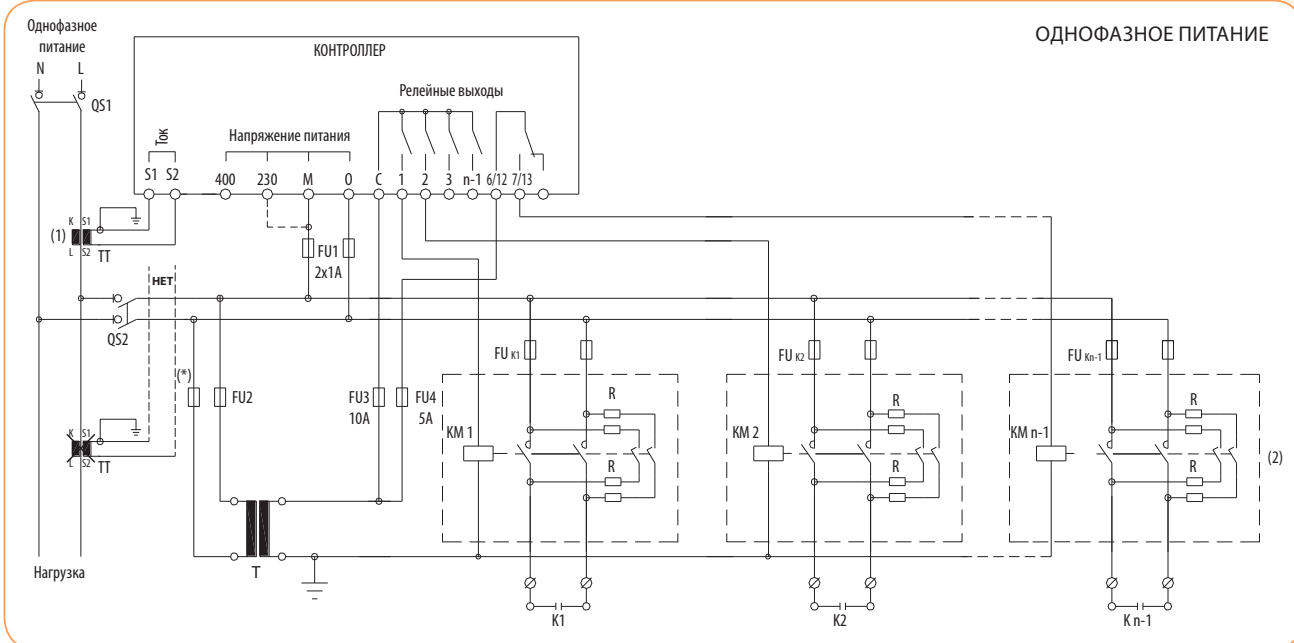 Однофазное
питание
N L
QS1
ОДНОФАЗНОЕ ПИТАНИЕ
КОНТРОЛЛЕР
Релейные выходы
Ток
Напряжение питания
S1 S2 400 230 M 0 C 1 2 3 n-1 6/12 7/13
K S1
(1)
L S2 TT
FU1
2x1A
НЕТ
QS2
(*)
FU2
FU3
10A
FU4
5A
K S1
L S2 TT
T
Нагрузка
FU K1
KM 1
R
R
K1
FU K2
KM 2
R
R
K2
FU Kn-1
KM n-1
R
R
(2)
K n-1